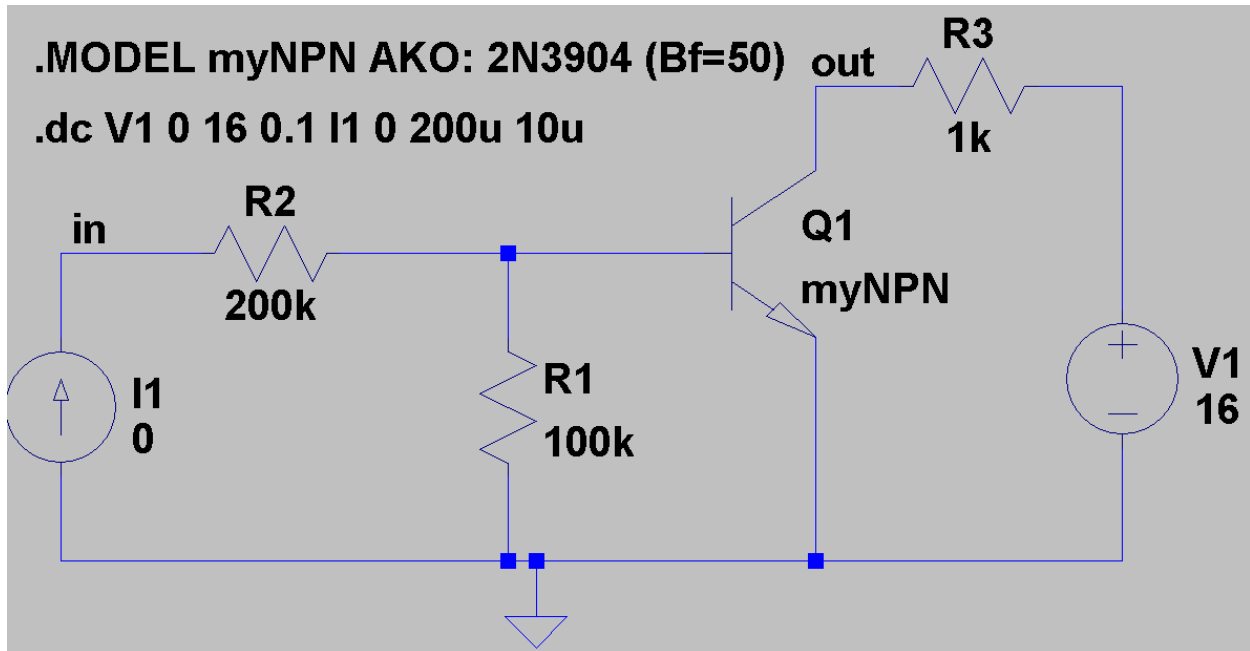 .MODEL myNPN AKO: 2N3904 (Bf=50)
.dc V1 0 16 0.1 I1 0 200u 10u
out
R3
1k
in
R2
200k
Q1
myNPN
I1
0
R1
100k
V1
16